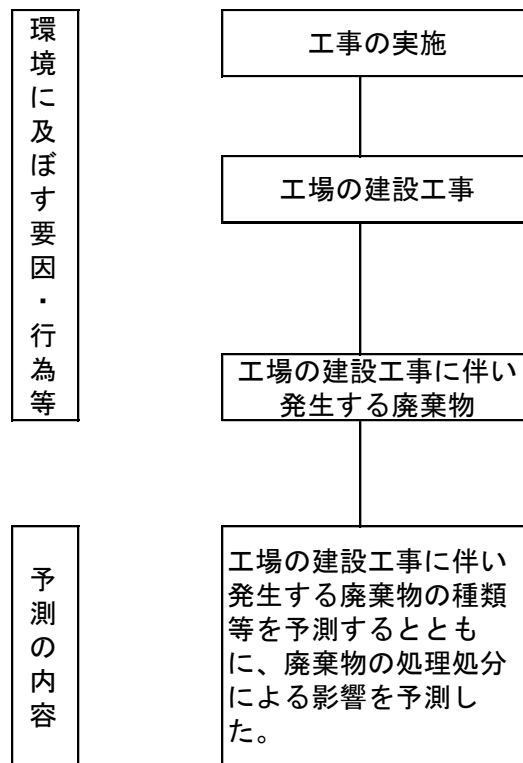 環境に及ぼす要因・行為等
工事の実施
工場の建設工事
工場の建設工事に伴い
発生する廃棄物
予測の内容
工場の建設工事に伴い
発生する廃棄物の種類
等を予測するととも
に、廃棄物の処理処分
による影響を予測し
た。